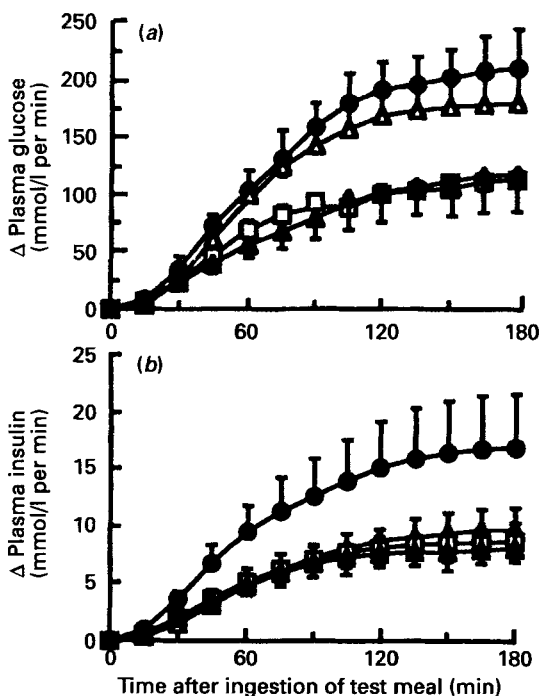 (a)
250
200
150
100
50
0
Δ Plasma glucose
(mmol/l per min)
0 60 120 180
(b)
25
20
15
10
5
0
Δ Plasma insulin
(mmol/l per min)
0 60 120 180
Time after ingestion of test meal (min)